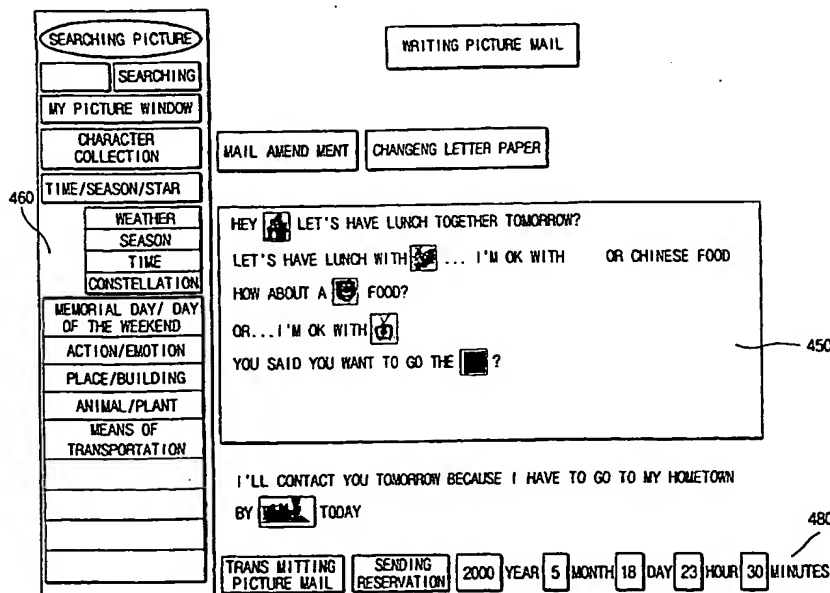 SEARCHING PICTURE
SEARCHING
MY PICTURE WINDOW
CHARACTER
COLLECTION
TIME/SEASON/STAR
460
WEATHER
SEASON
TIME
CONSTELLATION
MEMORIAL DAY/ DAY
OF THE WEEKEND
ACTION/EMOTION
PLACE/BUILDING
ANIMAL/PLANT
MEANS OF
TRANSPORTATION
WRITING PICTURE MAIL
MAIL AMEND MENT CHANGENG LETTER PAPER
HEY LET'S HAVE LUNCH TOGETHER TOMORROW?
LET'S HAVE LUNCH WITH ... I'M OK WITH OR CHINESE FOOD
HOW ABOUT A FOOD?
OR...I'M OK WITH
YOU SAID YOU WANT TO GO THE ?
450
I'LL CONTACT YOU TOMORROW BECAUSE I HAVE TO GO TO MY HOMETOWN
BY TODAY
480
TRANS MITTING
PICTURE MAIL
SENDING
RESERVATION
2000 YEAR 5 MONTH 18 DAY 23 HOUR 30 MINUTES